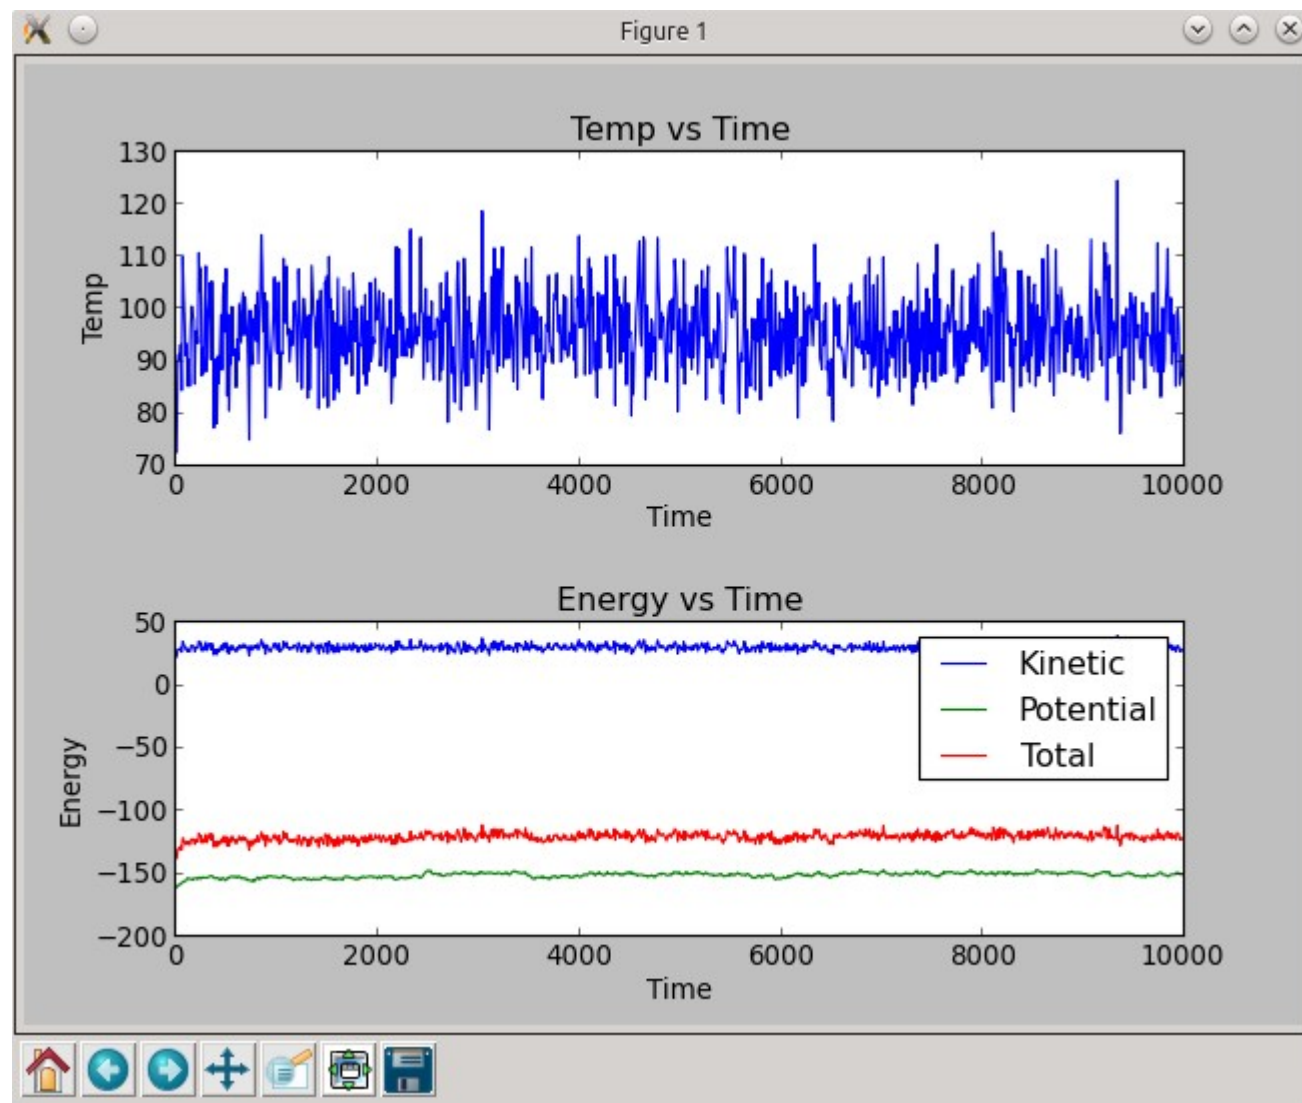 Figure 1
Temp vs Time
130
120
110
100
90
80
70
Temp
0 2000 4000 6000 8000 10000
Time
Energy vs Time
50
0
−50
−100
−150
−200
Energy
Kinetic
Potential
Total
0 2000 4000 6000 8000 10000
Time